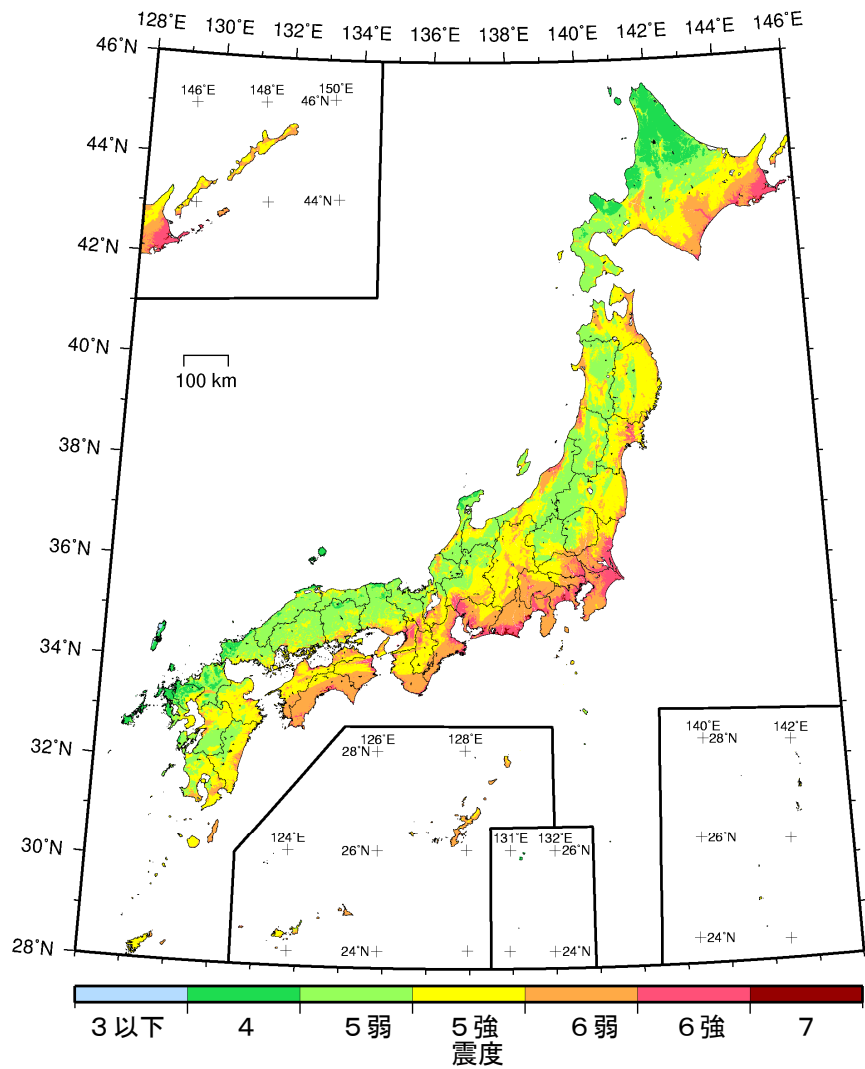 128°E 130°E 132°E 134°E 136°E 138°E 140°E 142°E 144°E 146°E
46°N
146°E 148°E 150°E
46°N
44°N
44°N
42°N
40°N
100 km
38°N
36°N
34°N
32°N
126°E 128°E
28°N
140°E 142°E
28°N
124°E
131°E 132°E
30°N
26°N
26°N
26°N
28°N
24°N
24°N
24°N
3以下 4 5弱 5強 6弱 6強 7
震度